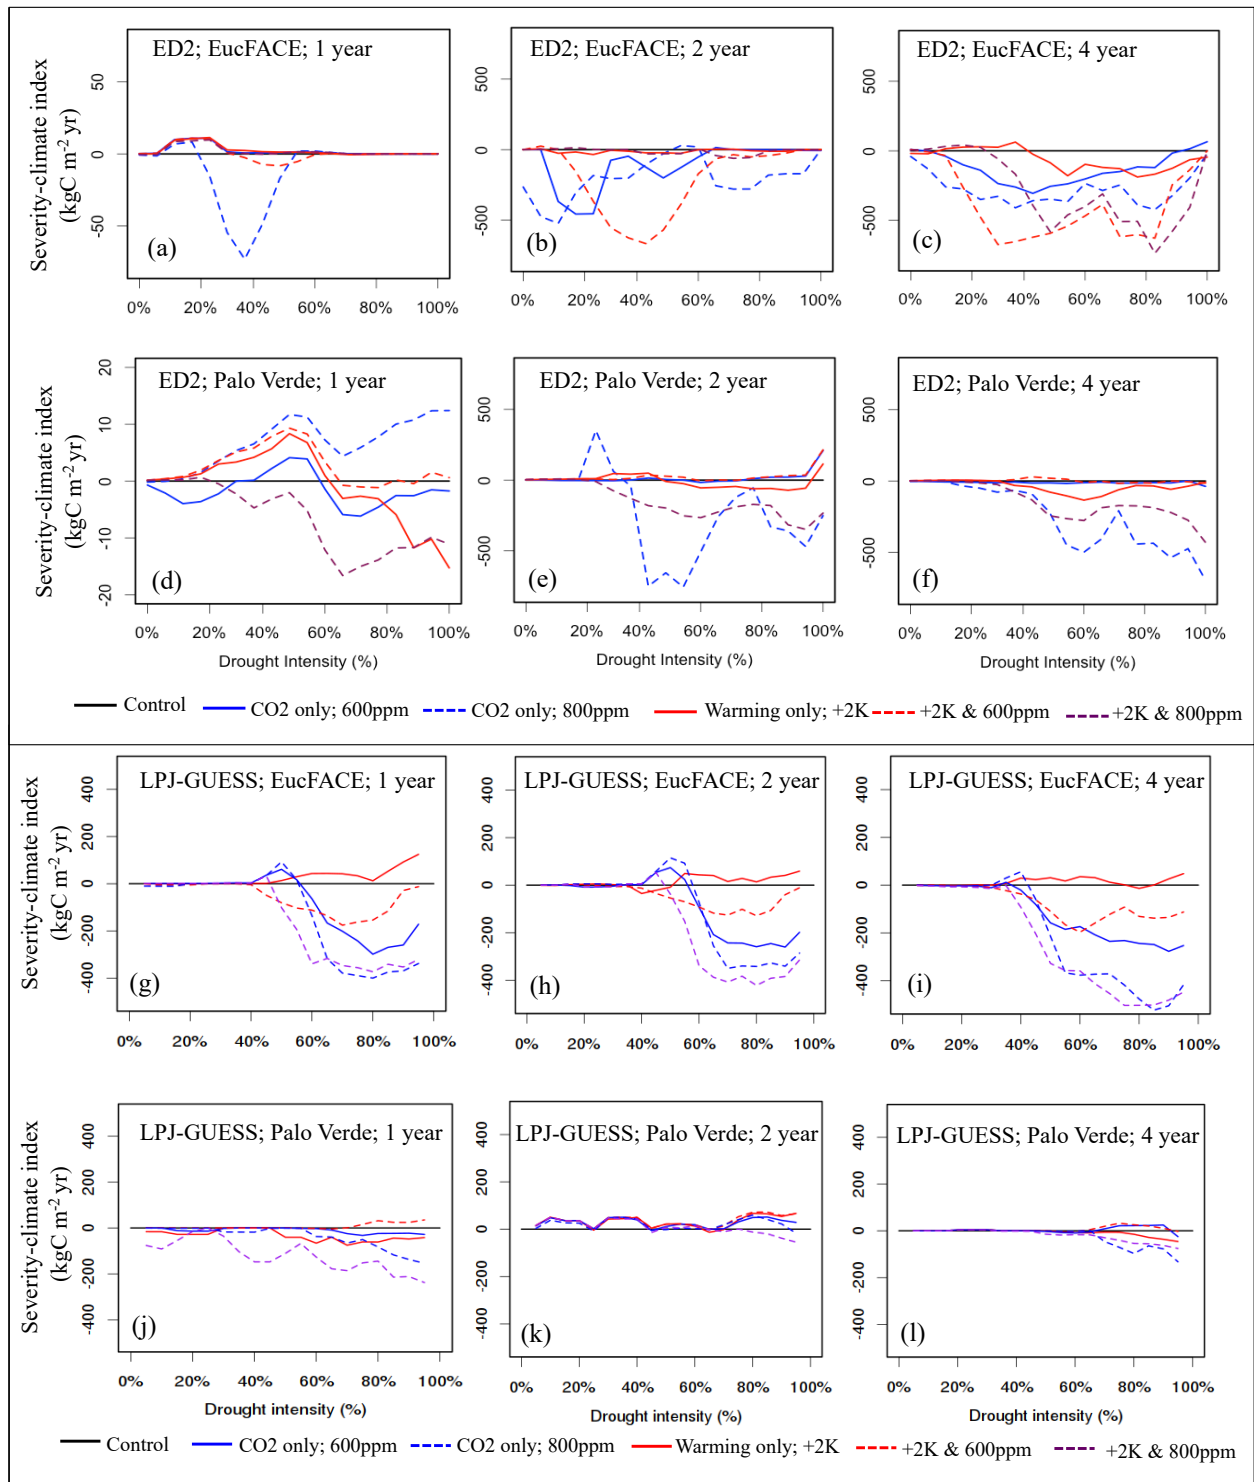 ED2; EucFACE; 1 year
ED2; EucFACE; 2 year
ED2; EucFACE; 4 year
Severity-climate index
(kgC m-2 yr)
50
0
-50
500
0
-500
500
0
-500
(a)
(b)
(c)
0% 20% 40% 60% 80% 100%
0% 20% 40% 60% 80% 100%
0% 20% 40% 60% 80% 100%
ED2; Palo Verde; 1 year
ED2; Palo Verde; 2 year
ED2; Palo Verde; 4 year
Severity-climate index
(kgC m-2 yr)
20
10
0
-10
-20
500
0
-500
500
0
-500
(d)
(e)
(f)
0% 20% 40% 60% 80% 100%
0% 20% 40% 60% 80% 100%
0% 20% 40% 60% 80% 100%
Drought Intensity (%)
Drought Intensity (%)
Drought Intensity (%)
Control
CO2 only; 600ppm
CO2 only; 800ppm
Warming only; +2K
+2K & 600ppm
+2K & 800ppm
LPJ-GUESS; EucFACE; 1 year
LPJ-GUESS; EucFACE; 2 year
LPJ-GUESS; EucFACE; 4 year
Severity-climate index
(kgC m-2 yr)
400
200
0
-200
-400
400
200
0
-200
-400
400
200
0
-200
-400
(g)
(h)
(i)
0% 20% 40% 60% 80% 100%
0% 20% 40% 60% 80% 100%
0% 20% 40% 60% 80% 100%
LPJ-GUESS; Palo Verde; 1 year
LPJ-GUESS; Palo Verde; 2 year
LPJ-GUESS; Palo Verde; 4 year
Severity-climate index
(kgC m-2 yr)
400
200
0
-200
-400
400
200
0
-200
-400
400
200
0
-200
-400
(j)
(k)
(l)
0% 20% 40% 60% 80% 100%
0% 20% 40% 60% 80% 100%
0% 20% 40% 60% 80% 100%
Drought intensity (%)
Drought intensity (%)
Drought intensity (%)
Control
CO2 only; 600ppm
CO2 only; 800ppm
Warming only; +2K
+2K & 600ppm
+2K & 800ppm